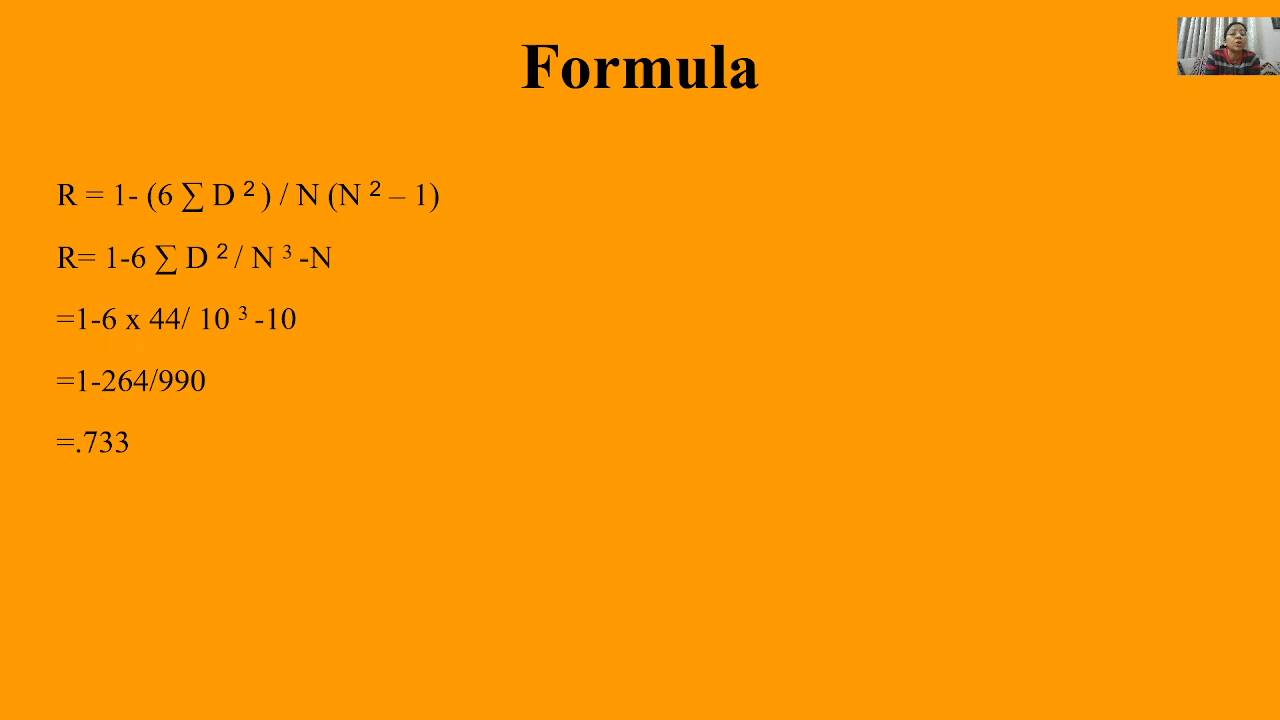 Formula
R = 1- (6 ∑ D ² ) / N (N ² – 1)
R= 1-6 ∑ D ² / N ³ -N
=1-6 x 44/ 10 ³ -10
=1-264/990
=.733